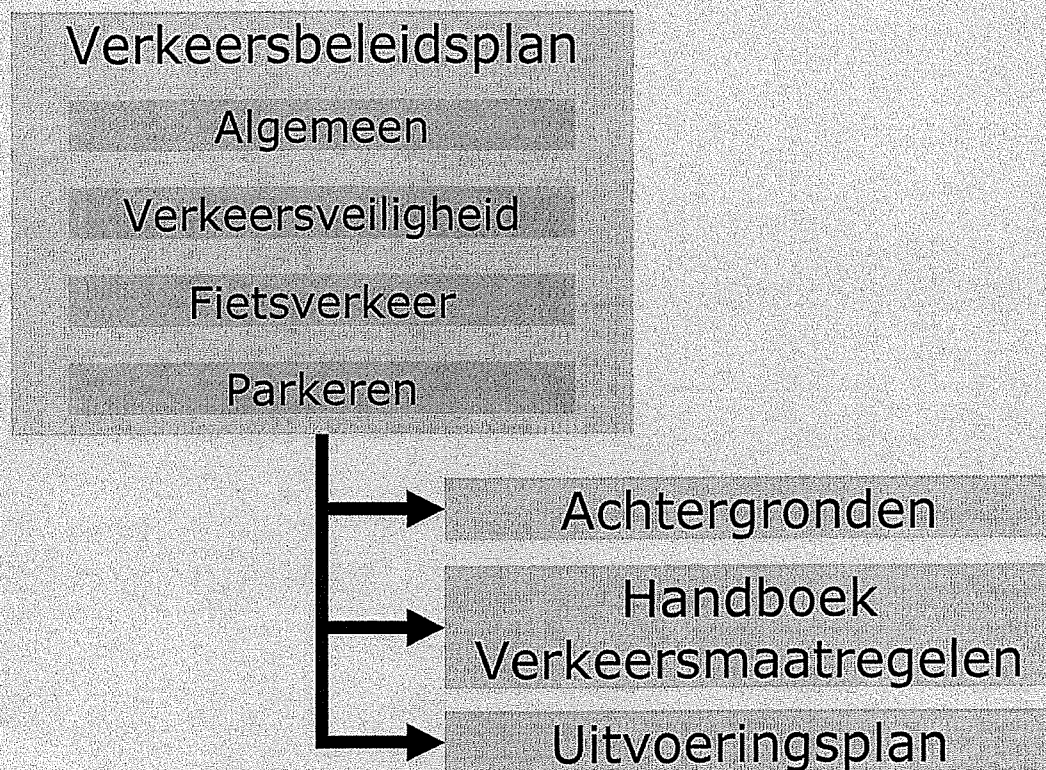 Verkeersbeleidsplan
Algemeen
Verkeersveiligheid
Fietsverkeer
Parkeren
Achtergronden
Handboek
Verkeersmaatregelen
Uitvoeringsplan